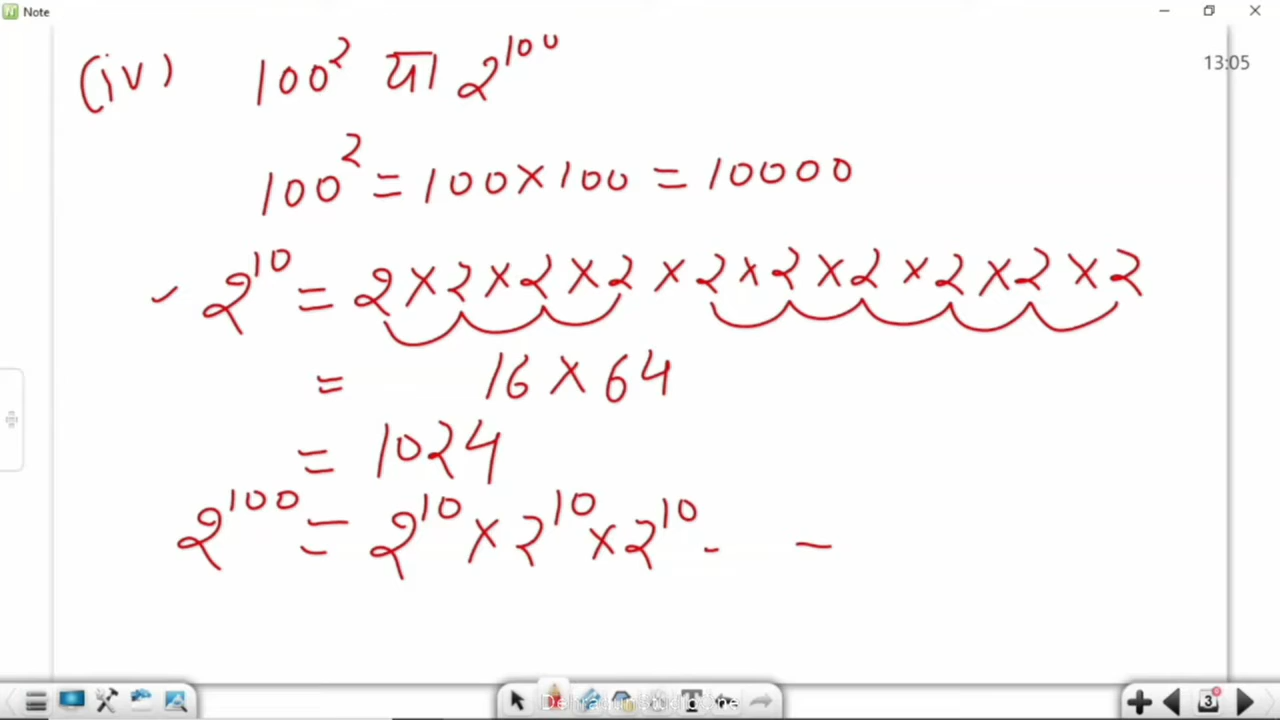 Note
13:05
(iv) 100² या 2¹⁰⁰
100² = 100×100 = 10000
- 2¹⁰ = 2×2×2×2×2×2×2×2×2×2
= 16×64
= 1024
2¹⁰⁰ = 2¹⁰×2¹⁰×2¹⁰ - -
3